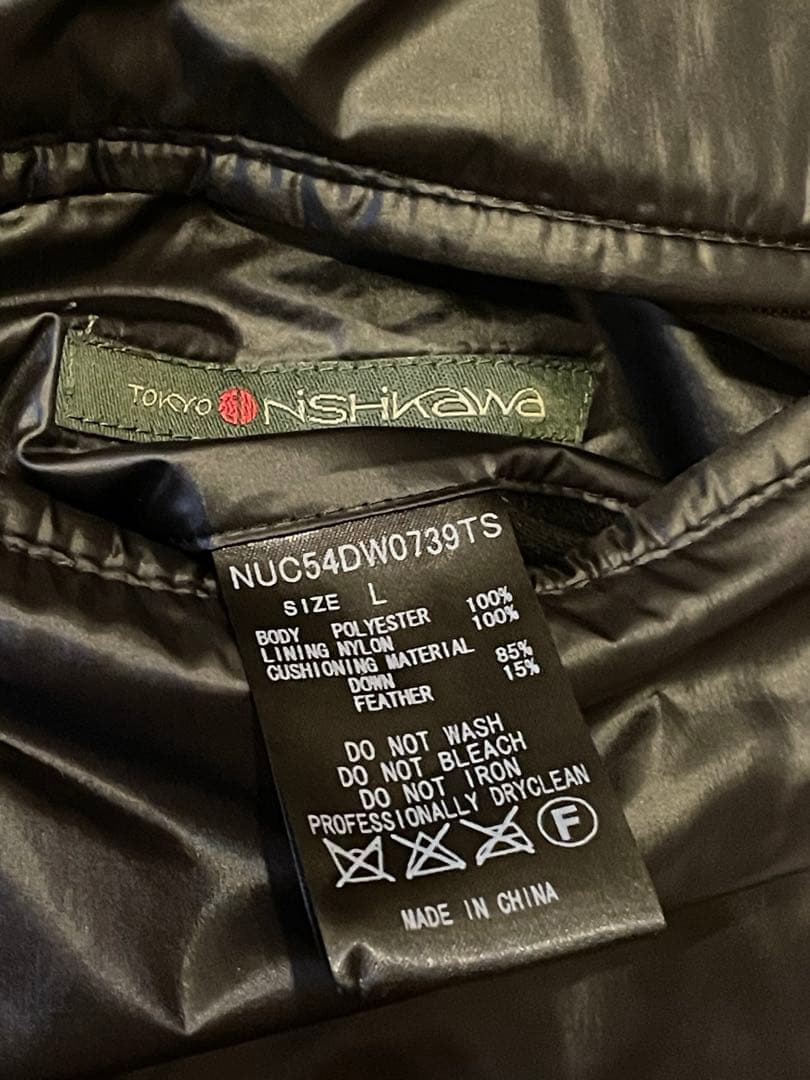 TOKYO NiSHiKaWa
NUC54DW0739TS
SIZE L
BODY POLYESTER 100%
LINING NYLON 100%
CUSHIONING MATERIAL
DOWN 85%
FEATHER 15%
DO NOT WASH
DO NOT BLEACH
DO NOT IRON
PROFESSIONALLY DRYCLEAN
F
MADE IN CHINA